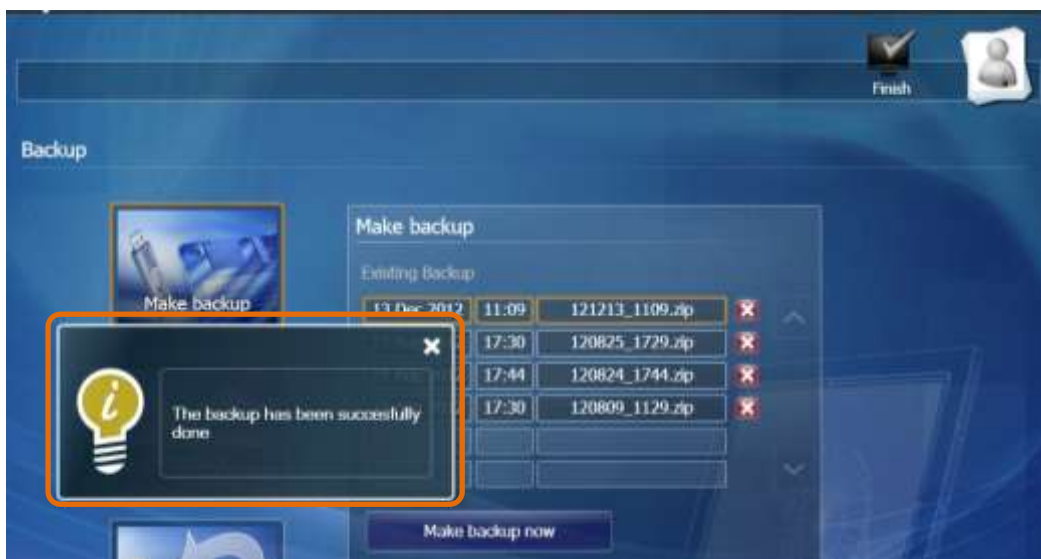 Finish
Backup
Make backup
Make backup
Existing Backup
13 Dec 2012 11:09 121213_1109.zip
17:30 120825_1729.zip
17:44 120824_1744.zip
17:30 120809_1129.zip
The backup has been succesfully
done
Make backup now